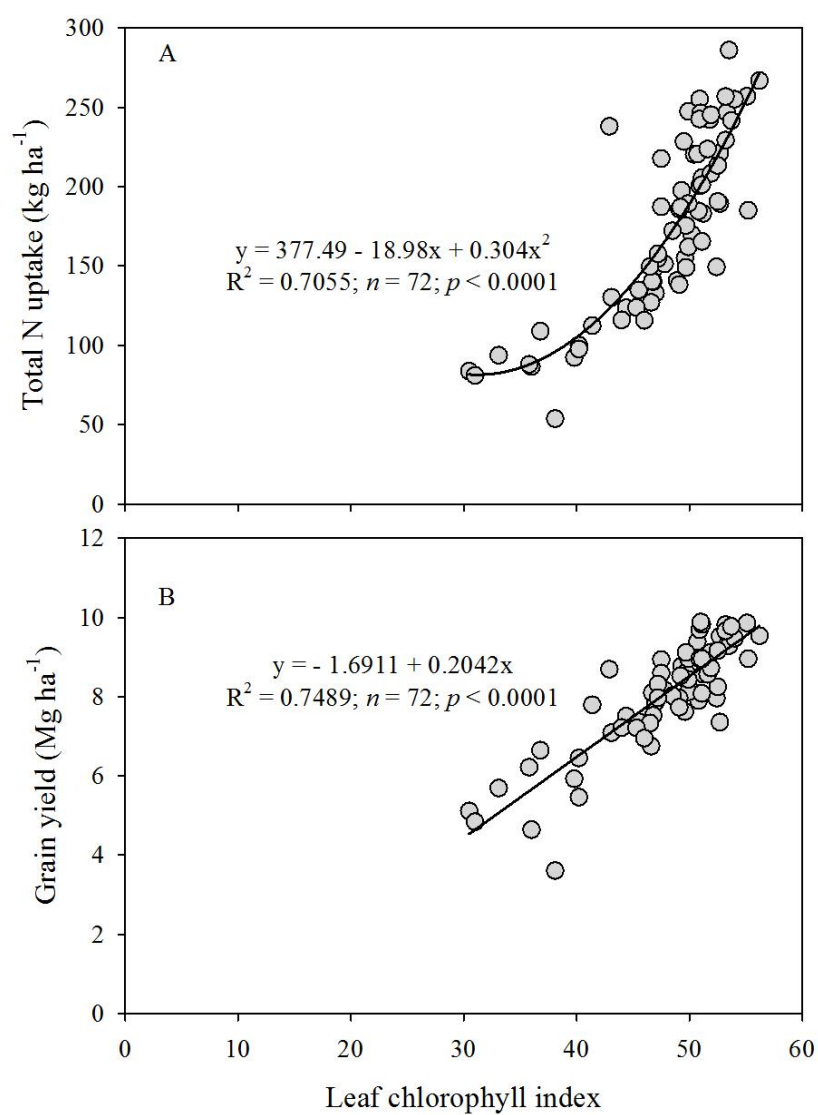 300
250
200
150
100
50
0
Total N uptake (kg ha⁻¹)
A
y = 377.49 - 18.98x + 0.304x²
R² = 0.7055; n = 72; p < 0.0001
12
10
8
6
4
2
0
Grain yield (Mg ha⁻¹)
B
y = - 1.6911 + 0.2042x
R² = 0.7489; n = 72; p < 0.0001
0 10 20 30 40 50 60
Leaf chlorophyll index